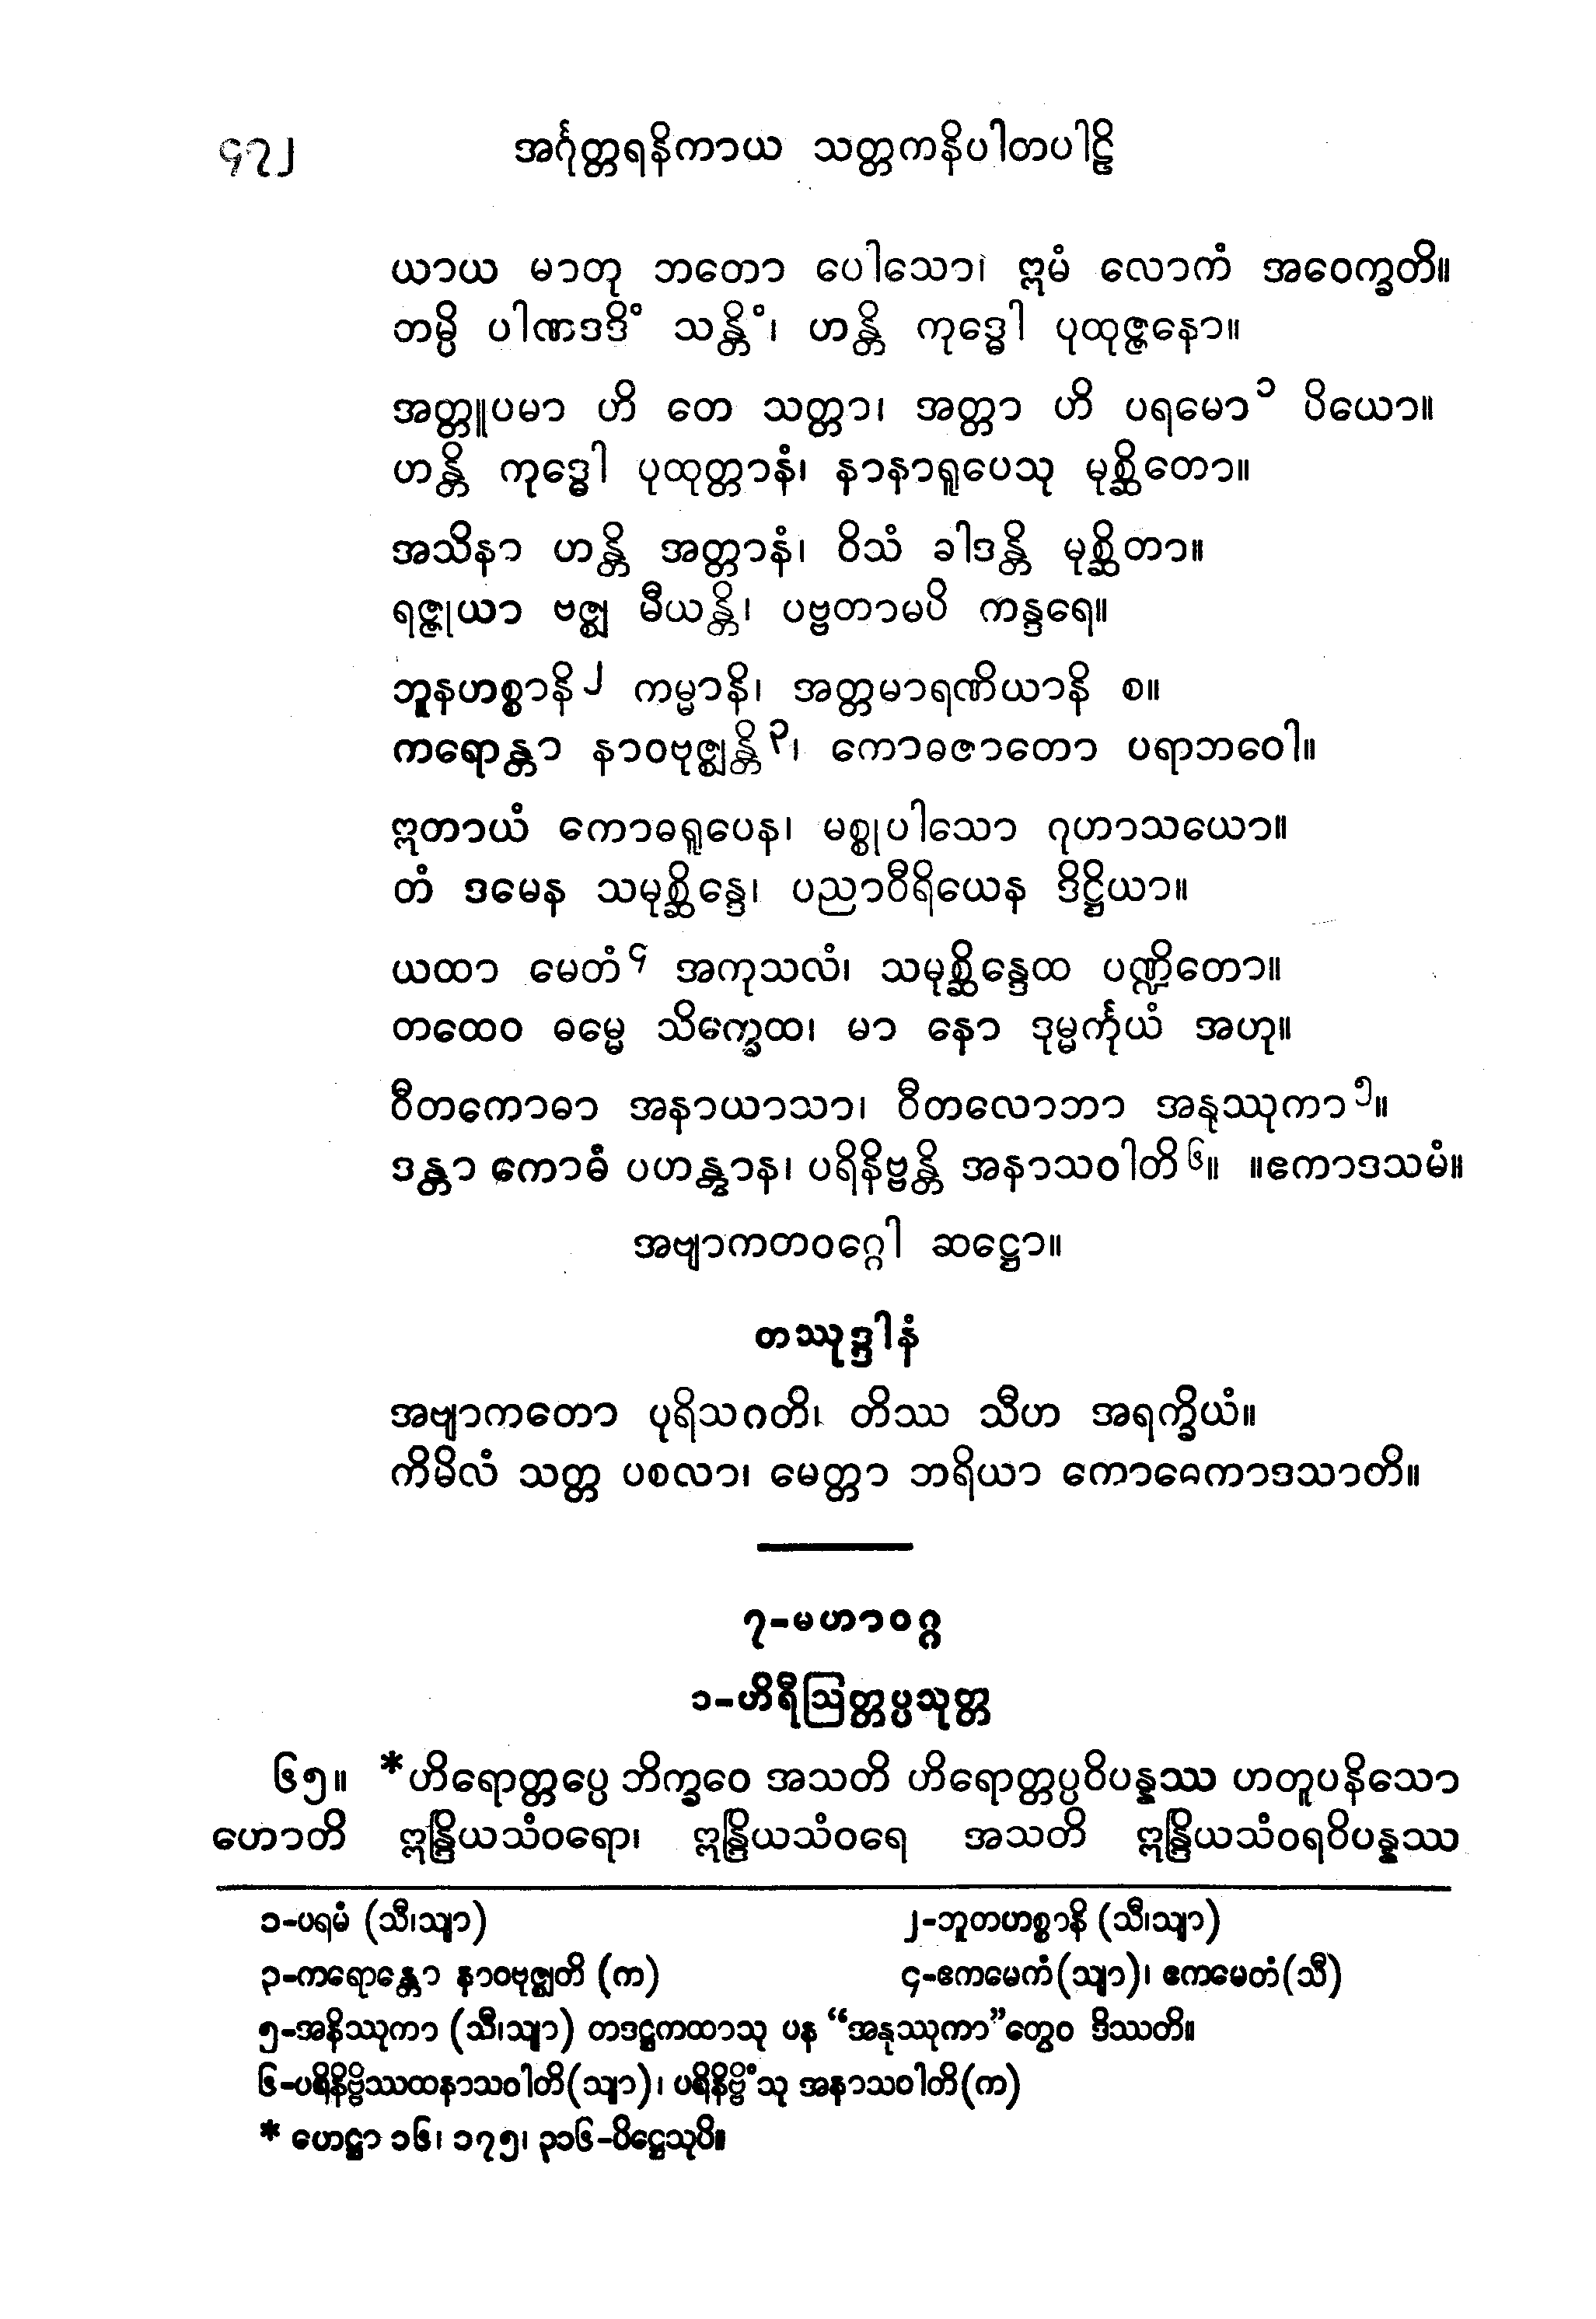 ၄၇၂ အင်္ဂုတ္တရနိကာယ သတ္တကနိပါတပါဠိ
ယာယ မာတု ဘတော ပေါသော၊ ဣမံ လောကံ အဝေက္ခတိ။
တမ္ပိ ပါဏဒဒိံ သန္တိံ၊ ဟန္တိ ကုဒ္ဓေါ ပုထုဇ္ဇနော။
အတ္တူပမာ ဟိ တေ သတ္တာ၊ အတ္တာ ဟိ ပရမော၁ ပိယော။
ဟန္တိ ကုဒ္ဓေါ ပုထုတ္တာနံ၊ နာနာရူပေသု မုစ္ဆိတော။
အသိနာ ဟန္တိ အတ္တာနံ၊ ဝိသံ ခါဒန္တိ မုစ္ဆိတာ။
ရဇ္ဇုယာ ဗဇ္ဈ မီယန္တိ၊ ပဗ္ဗတာမပိ ကန္ဒရေ။
ဘူနဟစ္စာနိ၂ ကမ္မာနိ၊ အတ္တမာရဏိယာနိ စ။
ကရောန္တာ နာဝဗုဇ္ဈန္တိ၃၊ ကောဓဇာတော ပရာဘဝေါ။
ဣတာယံ ကောဓရူပေန၊ မစ္စုပါသော ဂုဟာသယော။
တံ ဒမေန သမုစ္ဆိန္ဒေ၊ ပညာဝီရိယေန ဒိဋ္ဌိယာ။
ယထာ မေတံ၄ အကုသလံ၊ သမုစ္ဆိန္ဒေထ ပဏ္ဍိတော။
တထေဝ ဓမ္မေ သိက္ခေထ၊ မာ နော ဒုမ္မင်္ကုယံ အဟု။
ဝီတကောဓာ အနာယာသာ၊ ဝီတလောဘာ အနုဿုကာ၅။
ဒန္တာ ကောဓံ ပဟန္တွာန၊ ပရိနိဗ္ဗန္တိ အနာသဝါတိ၆။ ။ဧကာဒသမံ။
အဗျာကတဝဂ္ဂေါ ဆဋ္ဌော။
တဿုဒ္ဒါနံ
အဗျာကတော ပုရိသဂတိ၊ တိဿ သီဟ အရက္ခိယံ။
ကိမိလံ သတ္တ ပစလာ၊ မေတ္တာ ဘရိယာ ကောဓေကာဒသာတိ။
၇-မဟာဝဂ္ဂ
၁-ဟိရီဩတ္တပ္ပသုတ္တ
၆၅။ *ဟိရောတ္တပ္ပေ ဘိက္ခဝေ အသတိ ဟိရောတ္တပ္ပဝိပန္နဿ ဟတူပနိသော
ဟောတိ ဣန္ဒြိယသံဝရော၊ ဣန္ဒြိယသံဝရေ အသတိ ဣန္ဒြိယသံဝရဝိပန္နဿ
၁-ပရမံ (သီ၊သျာ) ၂-ဘူတဟစ္စာနိ (သီ၊သျာ)
၃-ကရောန္တော နာဝဗုဇ္ဈတိ (က) ၄-ဧကမေကံ(သျာ)၊ ဧကမေတံ(သီ)
၅-အနိဿုကာ (သီ၊သျာ) တဒဋ္ဌကထာသု ပန “အနုဿုကာ”တွေဝ ဒိဿတိ။
၆-ပရိနိဗ္ဗိဿထနာသဝါတိ(သျာ)၊ ပရိနိဗ္ဗိံသု အနာသဝါတိ(က)
* ဟေဋ္ဌာ ၁၆၊ ၁၇၅၊ ၃၁၆-ပိဋ္ဌေသုပိ။